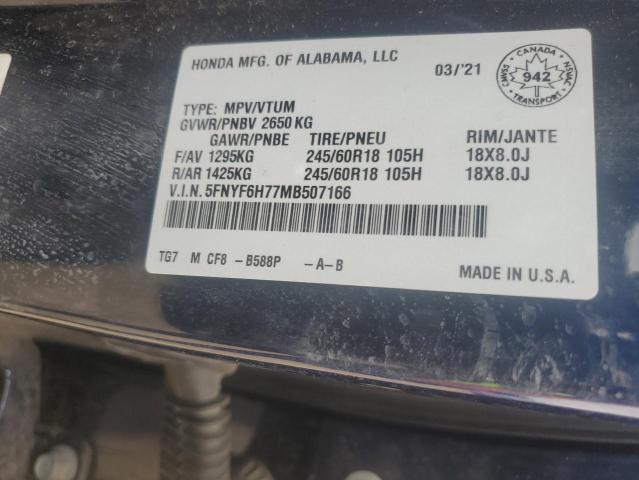 HONDA MFG. OF ALABAMA, LLC
03/'21
CANADA
CMVSS
942
NSVAC
TRANSPORT
TYPE: MPV/VTUM
GVWR/PNBV 2650 KG
GAWR/PNBE TIRE/PNEU RIM/JANTE
F/AV 1295KG 245/60R18 105H 18X8.0J
R/AR 1425KG 245/60R18 105H 18X8.0J
V.I.N. 5FNYF6H77MB507166
TG7 M CF8 -B588P -A-B
MADE IN U.S.A.